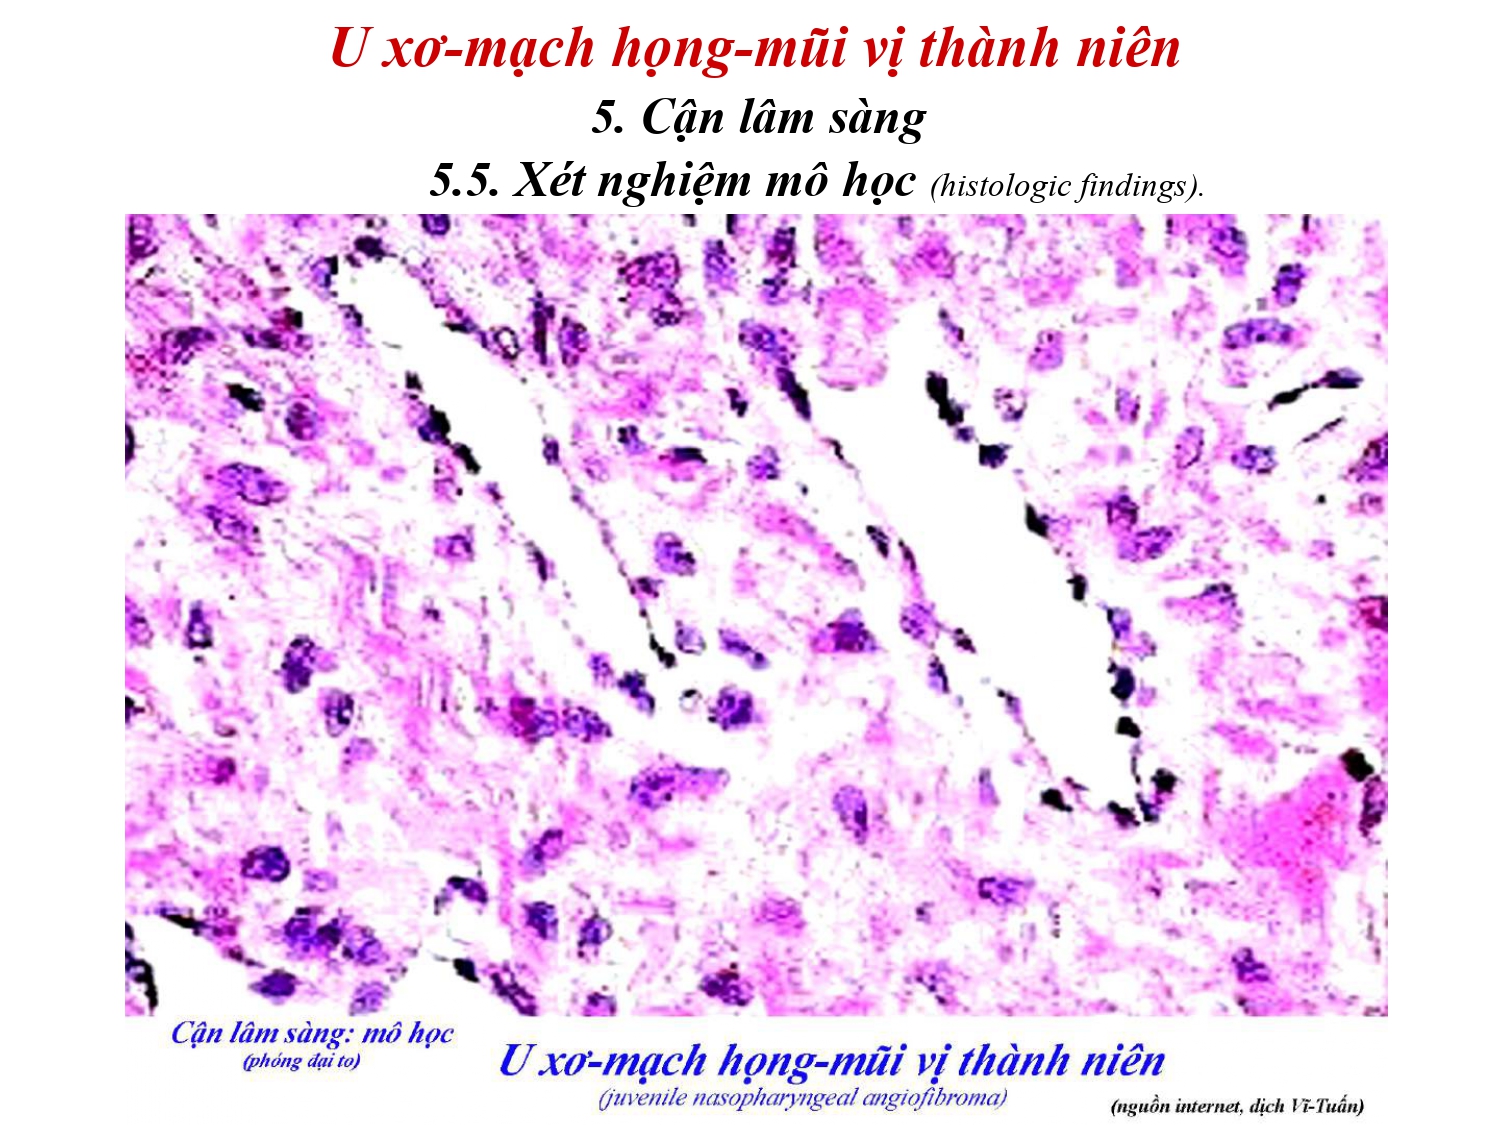 U xơ-mạch họng-mũi vị thành niên
5. Cận lâm sàng
5.5. Xét nghiệm mô học (histologic findings).
Cận lâm sàng: mô học
(phóng đại to)
U xơ-mạch họng-mũi vị thành niên
(juvenile nasopharyngeal angiofibroma)
(nguồn internet, dịch Vĩ-Tuấn)